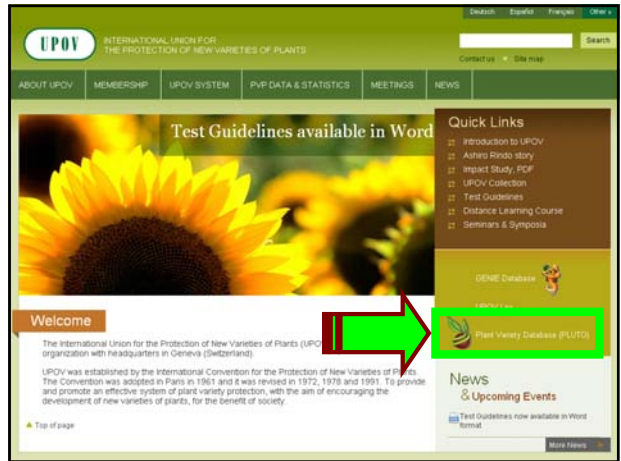 Deutsch Español Français Other »
UPOV
INTERNATIONAL UNION FOR
THE PROTECTION OF NEW VARIETIES OF PLANTS
Search
Contact us Site map
ABOUT UPOV MEMBERSHIP UPOV SYSTEM PVP DATA & STATISTICS MEETINGS NEWS
Test Guidelines available in Word
Quick Links
Introduction to UPOV
Ashiro Rindo story
Impact Study, PDF
UPOV Collection
Test Guidelines
Distance Learning Course
Seminars & Symposia
GENIE Database
UPOV Lex
Plant Variety Database (PLUTO)
Welcome
The International Union for the Protection of New Varieties of Plants (UPOV)
organization with headquarters in Geneva (Switzerland).
UPOV was established by the International Convention for the Protection of New Varieties of Plants.
The Convention was adopted in Paris in 1961 and it was revised in 1972, 1978 and 1991. To provide
and promote an effective system of plant variety protection, with the aim of encouraging the
development of new varieties of plants, for the benefit of society.
Top of page
News
& Upcoming Events
Test Guidelines now available in Word
format
More News